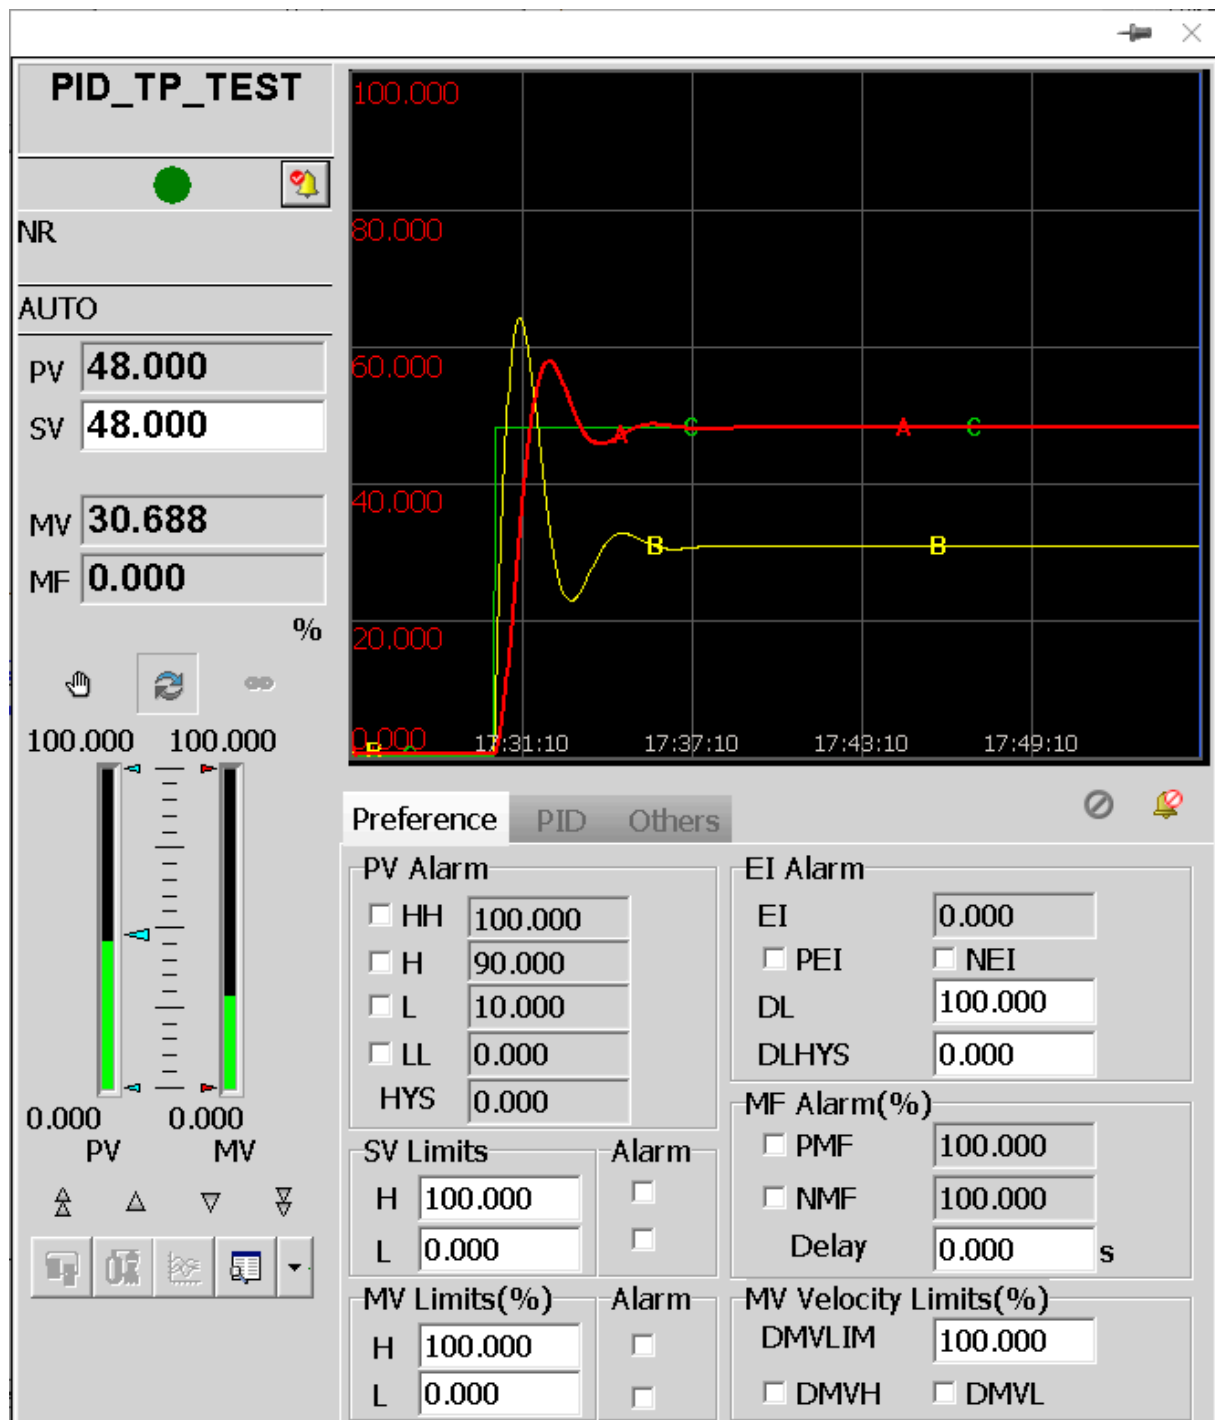 PID_TP_TEST
NR
AUTO
PV 48.000
SV 48.000
MV 30.688
MF 0.000
%
100.000 100.000
0.000 0.000
PV MV
100.000
80.000
60.000
40.000
20.000
0.000
17:31:10 17:37:10 17:43:10 17:49:10
A C A C
B B
B
Preference PID Others
PV Alarm
HH 100.000
H 90.000
L 10.000
LL 0.000
HYS 0.000
SV Limits Alarm
H 100.000
L 0.000
MV Limits(%) Alarm
H 100.000
L 0.000
EI Alarm
EI 0.000
PEI NEI
DL 100.000
DLHYS 0.000
MF Alarm(%)
PMF 100.000
NMF 100.000
Delay 0.000 s
MV Velocity Limits(%)
DMVLIM 100.000
DMVH DMVL